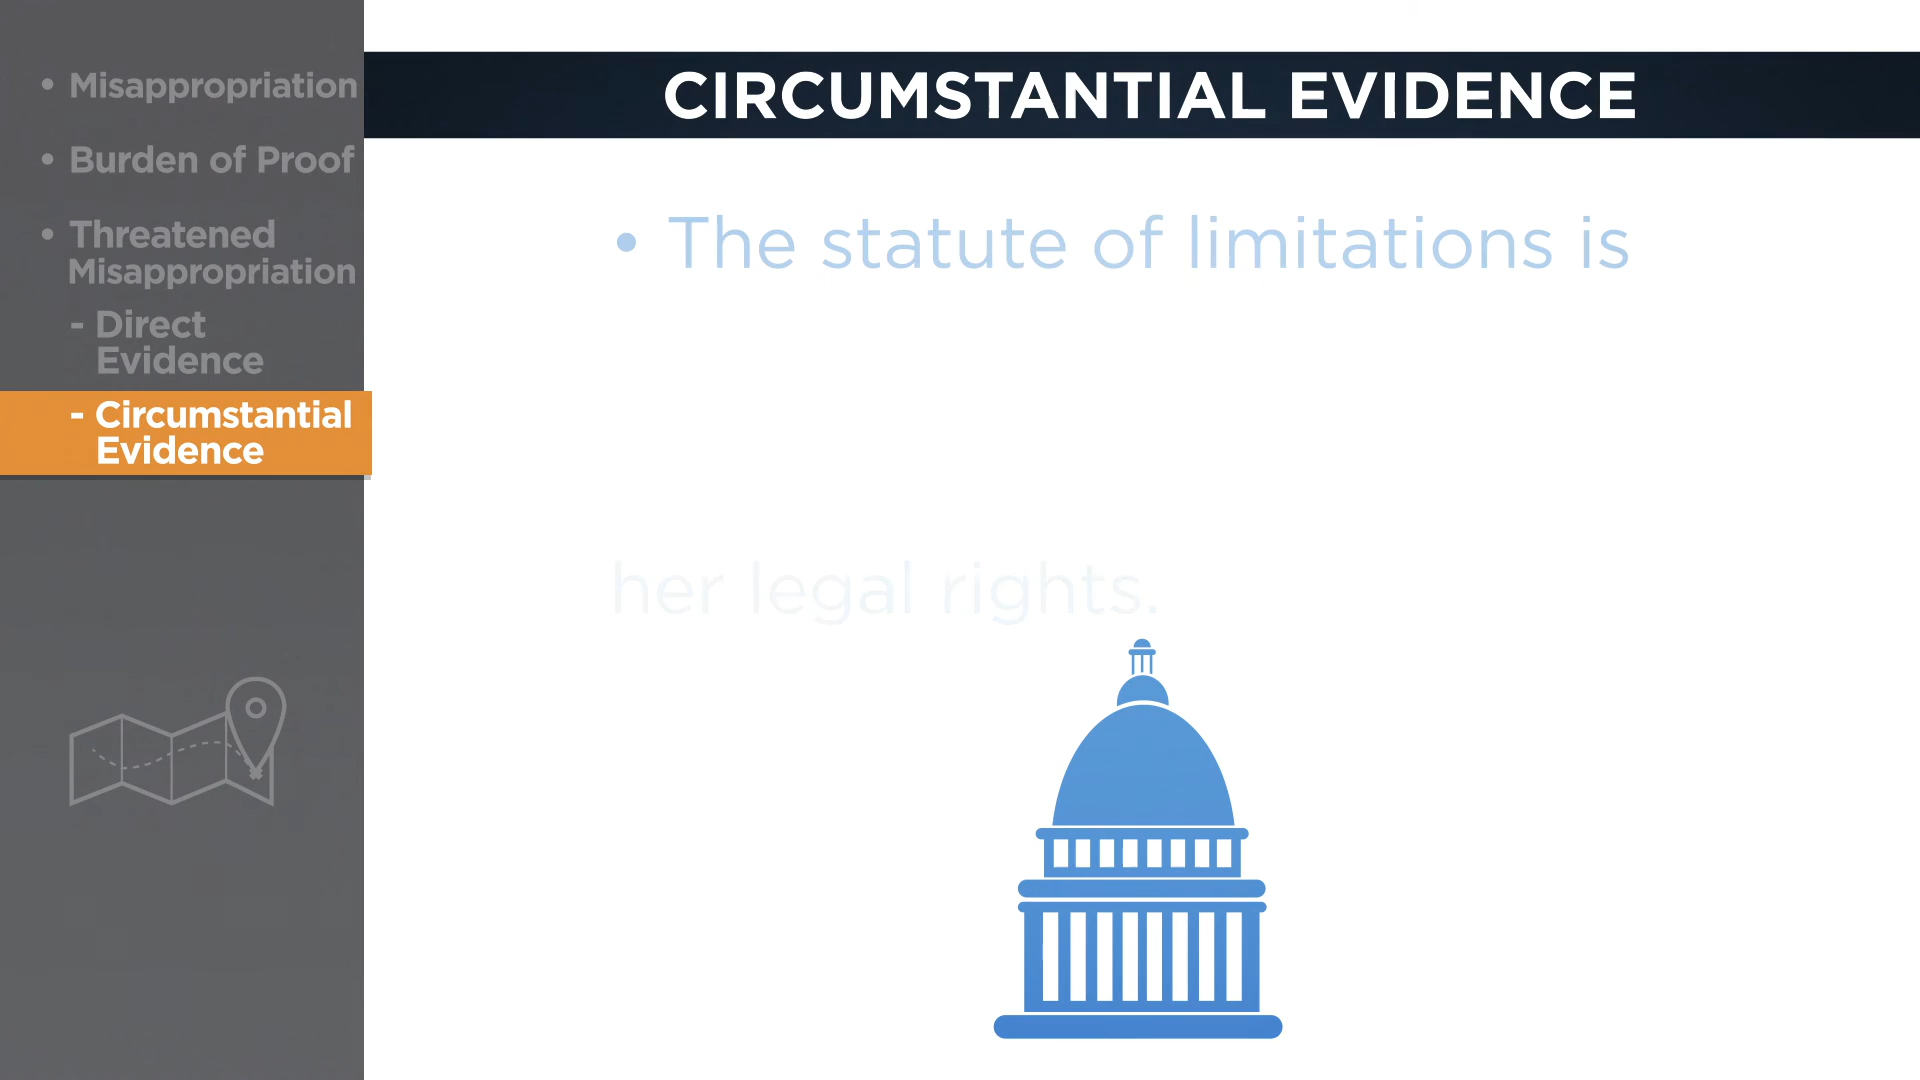 • Misappropriation
• Burden of Proof
• Threatened
Misappropriation
- Direct
Evidence
- Circumstantial
Evidence
CIRCUMSTANTIAL EVIDENCE
• The statute of limitations is
her legal rights.